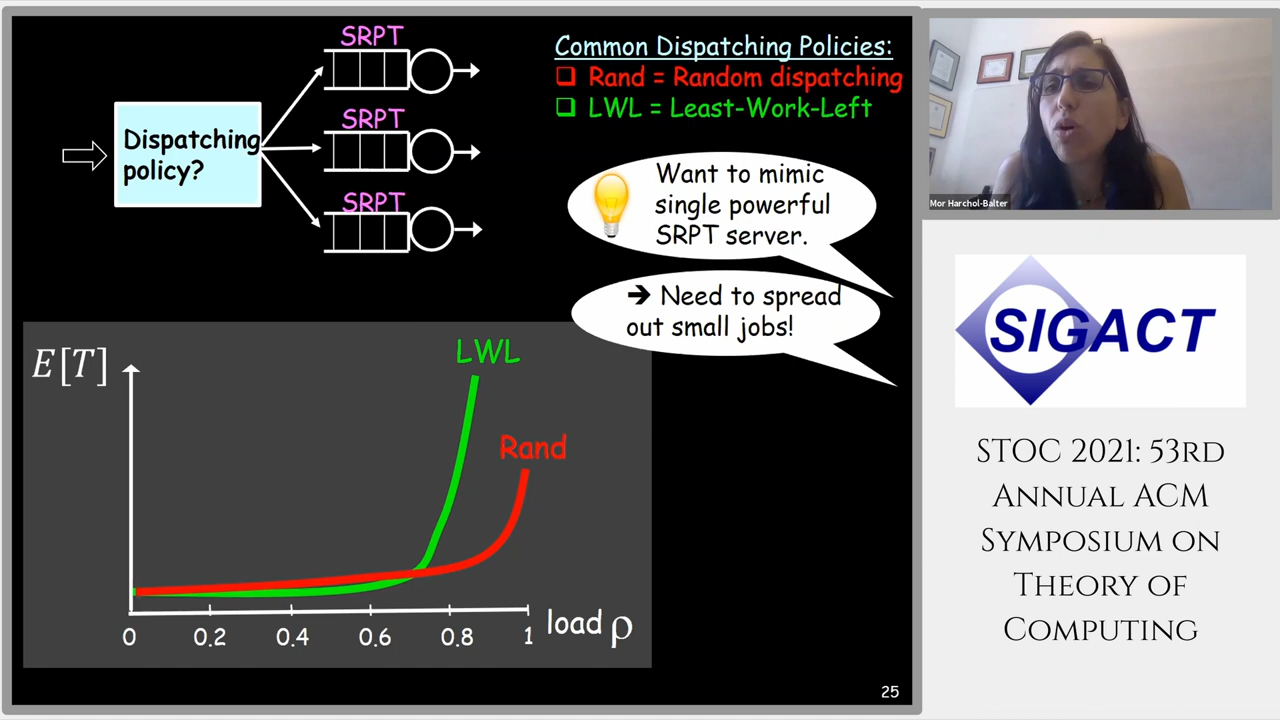 SRPT
SRPT
SRPT
Dispatching
policy?
Common Dispatching Policies:
Rand = Random dispatching
LWL = Least-Work-Left
Want to mimic
single powerful
SRPT server.
→ Need to spread
out small jobs!
E[T]
LWL
Rand
0 0.2 0.4 0.6 0.8 1
load ρ
25
Mor Harchol-Balter
SIGACT
STOC 2021: 53rd
Annual ACM
Symposium on
Theory of
Computing